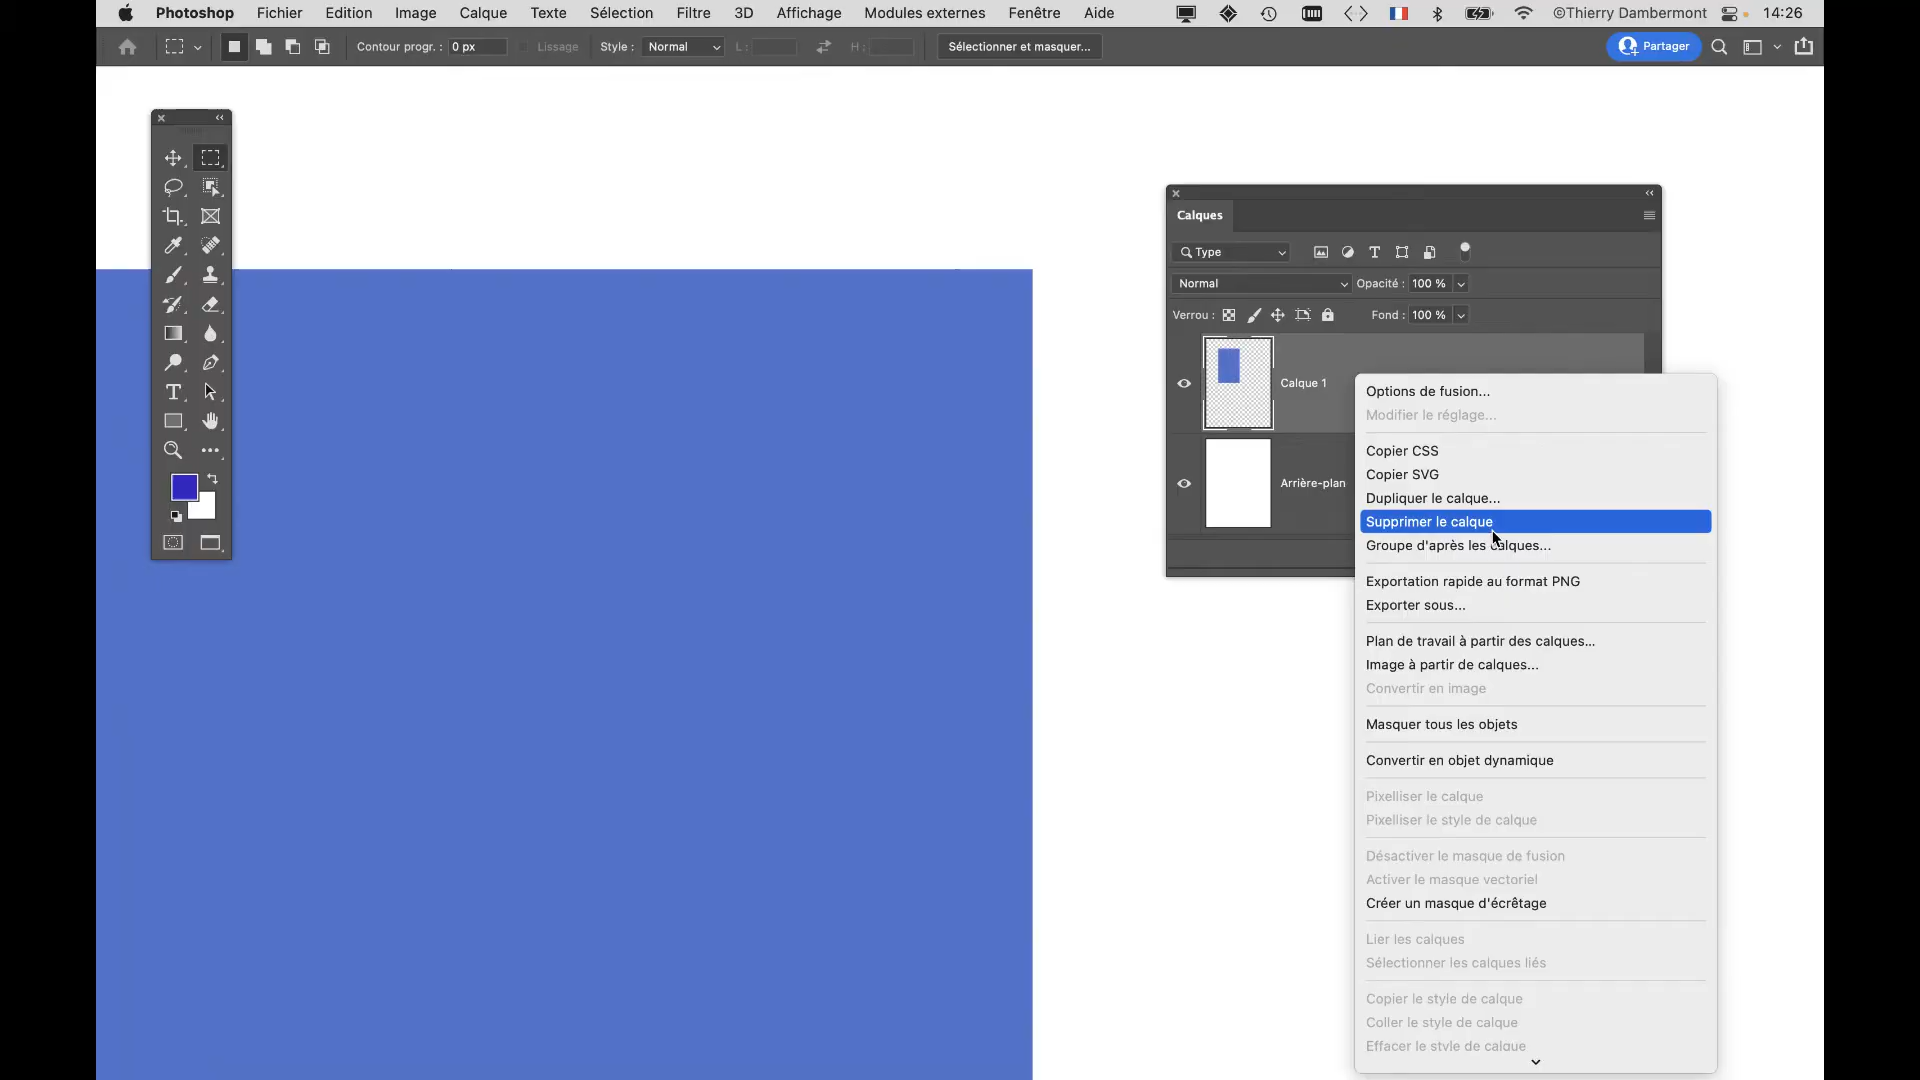 Photoshop Fichier Edition Image Calque Texte Sélection Filtre 3D Affichage Modules externes Fenêtre Aide ©Thierry Dambermont 14:26
Contour progr. : 0 px Lissage Style : Normal L : H : Sélectionner et masquer... Partager
Calques
Type
Normal Opacité : 100 %
Verrou : Fond : 100 %
Calque 1
Arrière-plan
Options de fusion...
Modifier le réglage...
Copier CSS
Copier SVG
Dupliquer le calque...
Supprimer le calque
Groupe d'après les calques...
Exportation rapide au format PNG
Exporter sous...
Plan de travail à partir des calques...
Image à partir de calques...
Convertir en image
Masquer tous les objets
Convertir en objet dynamique
Pixelliser le calque
Pixelliser le style de calque
Désactiver le masque de fusion
Activer le masque vectoriel
Créer un masque d'écrêtage
Lier les calques
Sélectionner les calques liés
Copier le style de calque
Coller le style de calque
Effacer le style de calque